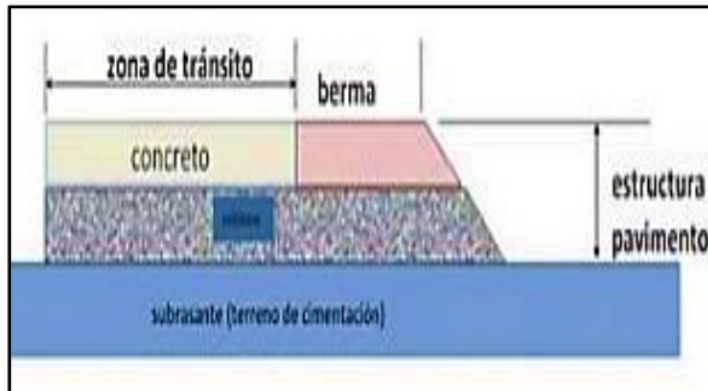 zona de tránsito
berma
concreto
estructura
pavimento
subrasante (terreno de cimentación)